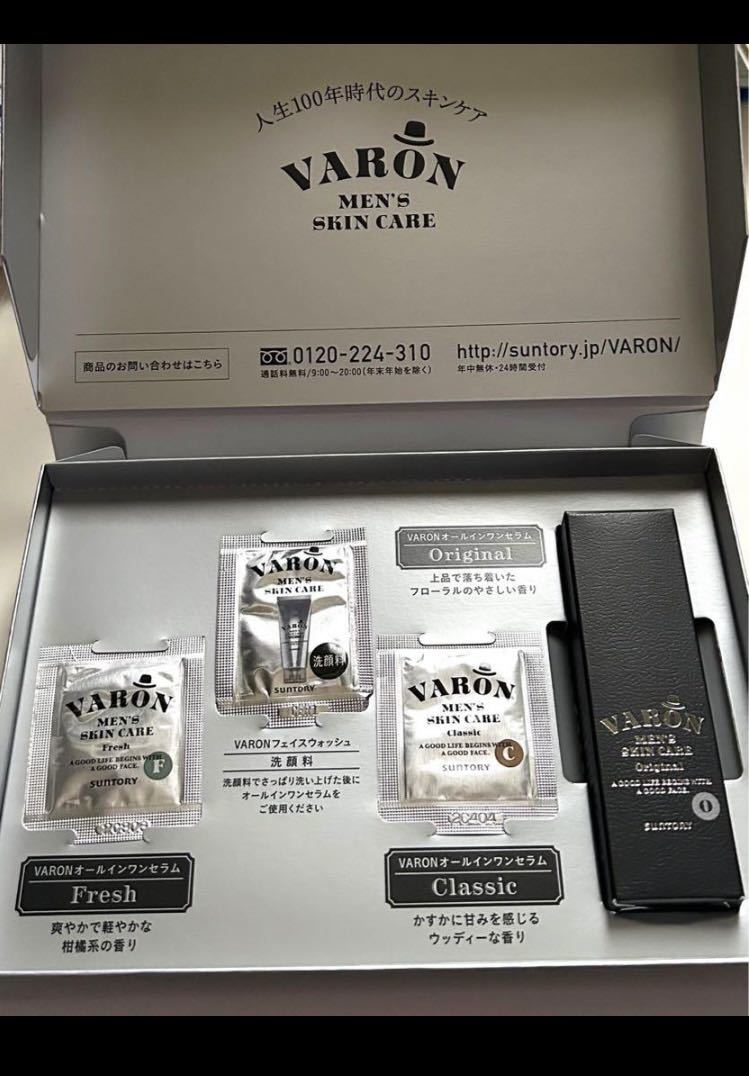 人生100年時代のスキンケア
VARON
MEN'S
SKIN CARE
商品のお問い合わせはこちら
0120-224-310
通話料無料/9:00〜20:00(年末年始を除く)
http://suntory.jp/VARON/
年中無休・24時間受付
VARON
MEN'S
SKIN CARE
洗顔料
SUNTORY
VARONフェイスウォッシュ
洗顔料
洗顔料でさっぱり洗い上げた後に
オールインワンセラムを
ご使用ください
VARONオールインワンセラム
Original
上品で落ち着いた
フローラルのやさしい香り
VARON
MEN'S
SKIN CARE
Fresh
A GOOD LIFE BEGINS WITH
A GOOD FACE.
F
SUNTORY
VARONオールインワンセラム
Fresh
爽やかで軽やかな
柑橘系の香り
VARON
MEN'S
SKIN CARE
Classic
A GOOD LIFE BEGINS WITH
A GOOD FACE.
C
SUNTORY
120404
VARONオールインワンセラム
Classic
かすかに甘みを感じる
ウッディーな香り
VARON
MEN'S
SKIN CARE
Original
A GOOD LIFE BEGINS WITH
A GOOD FACE.
O
SUNTORY